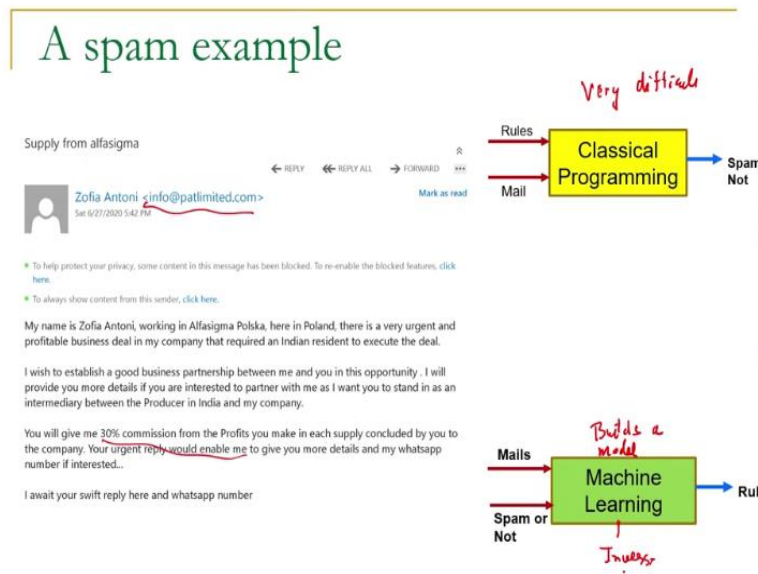 A spam example
Supply from alfasigma
REPLY REPLY ALL FORWARD
Zofia Antoni <info@patlimited.com>
Mark as read
Sat 6/27/2020 5:42 PM
To help protect your privacy, some content in this message has been blocked. To re-enable the blocked features, click
here.
To always show content from this sender, click here.
My name is Zofia Antoni, working in Alfasigma Polska, here in Poland, there is a very urgent and
profitable business deal in my company that required an Indian resident to execute the deal.
I wish to establish a good business partnership between me and you in this opportunity . I will
provide you more details if you are interested to partner with me as I want you to stand in as an
intermediary between the Producer in India and my company.
You will give me 30% commission from the Profits you make in each supply concluded by you to
the company. Your urgent reply would enable me to give you more details and my whatsapp
number if interested...
I await your swift reply here and whatsapp number
Very difficult
Rules
Classical
Programming
Mail
Spam
Not
Builds a
model
Mails
Machine
Learning
Spam or
Not
Rul